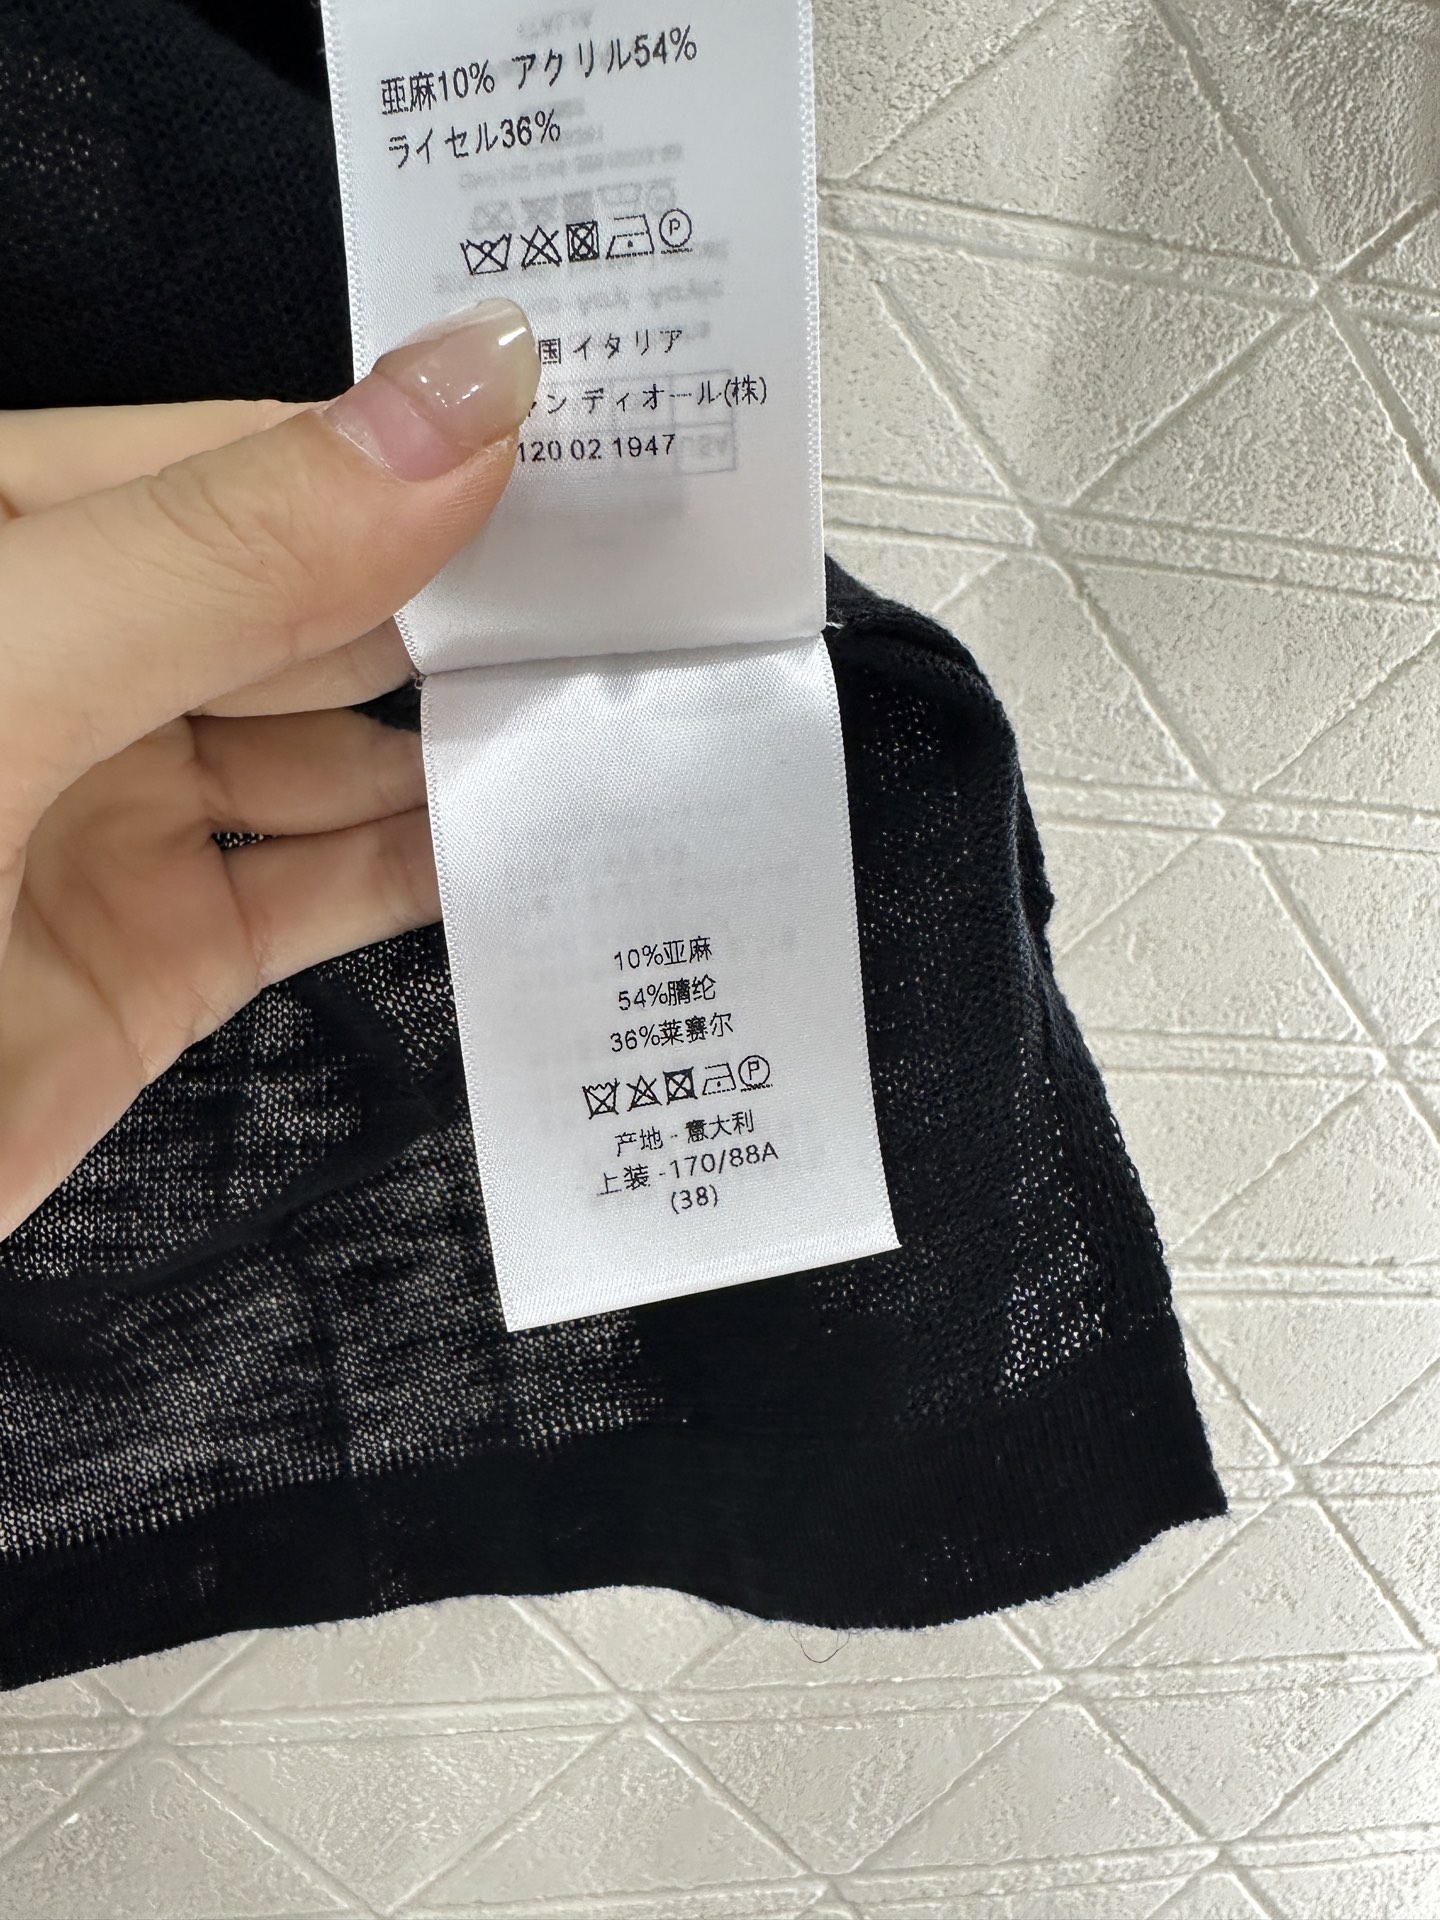 亜麻10% アクリル54%
ライセル36%
P
国 イタリア
ンディオール(株)
120 02 1947
10%亚麻
54%腈纶
36%莱赛尔
P
产地 - 意大利
上装 -170/88A
(38)